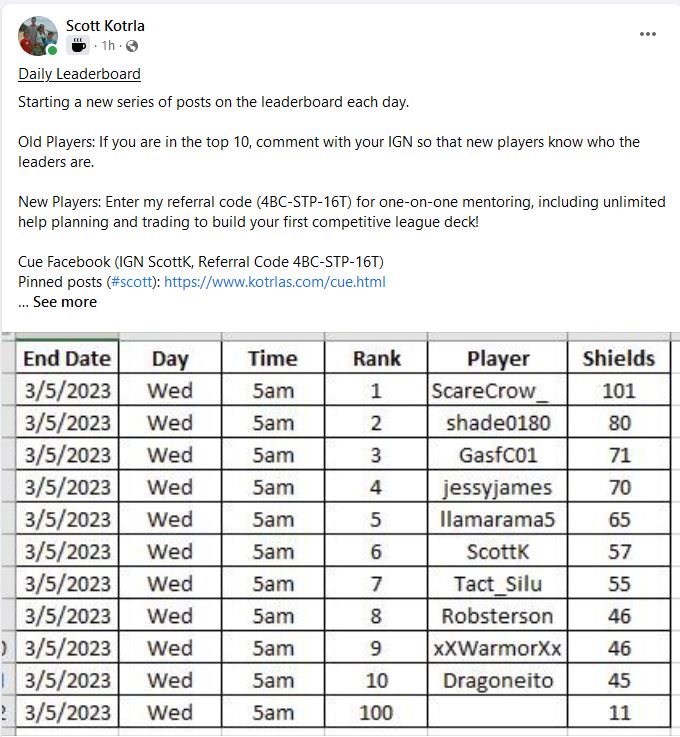 Scott Kotrla
1h
Daily Leaderboard
Starting a new series of posts on the leaderboard each day.
Old Players: If you are in the top 10, comment with your IGN so that new players know who the
leaders are.
New Players: Enter my referral code (4BC-STP-16T) for one-on-one mentoring, including unlimited
help planning and trading to build your first competitive league deck!
Cue Facebook (IGN ScottK, Referral Code 4BC-STP-16T)
Pinned posts (#scott): https://www.kotrlas.com/cue.html
... See more
End Date Day Time Rank Player Shields
3/5/2023 Wed 5am 1 ScareCrow_ 101
3/5/2023 Wed 5am 2 shade0180 80
3/5/2023 Wed 5am 3 GasfC01 71
3/5/2023 Wed 5am 4 jessyjames 70
3/5/2023 Wed 5am 5 llamarama5 65
3/5/2023 Wed 5am 6 ScottK 57
3/5/2023 Wed 5am 7 Tact_Silu 55
3/5/2023 Wed 5am 8 Robsterson 46
3/5/2023 Wed 5am 9 xXWarmorXx 46
3/5/2023 Wed 5am 10 Dragoneito 45
3/5/2023 Wed 5am 100 11